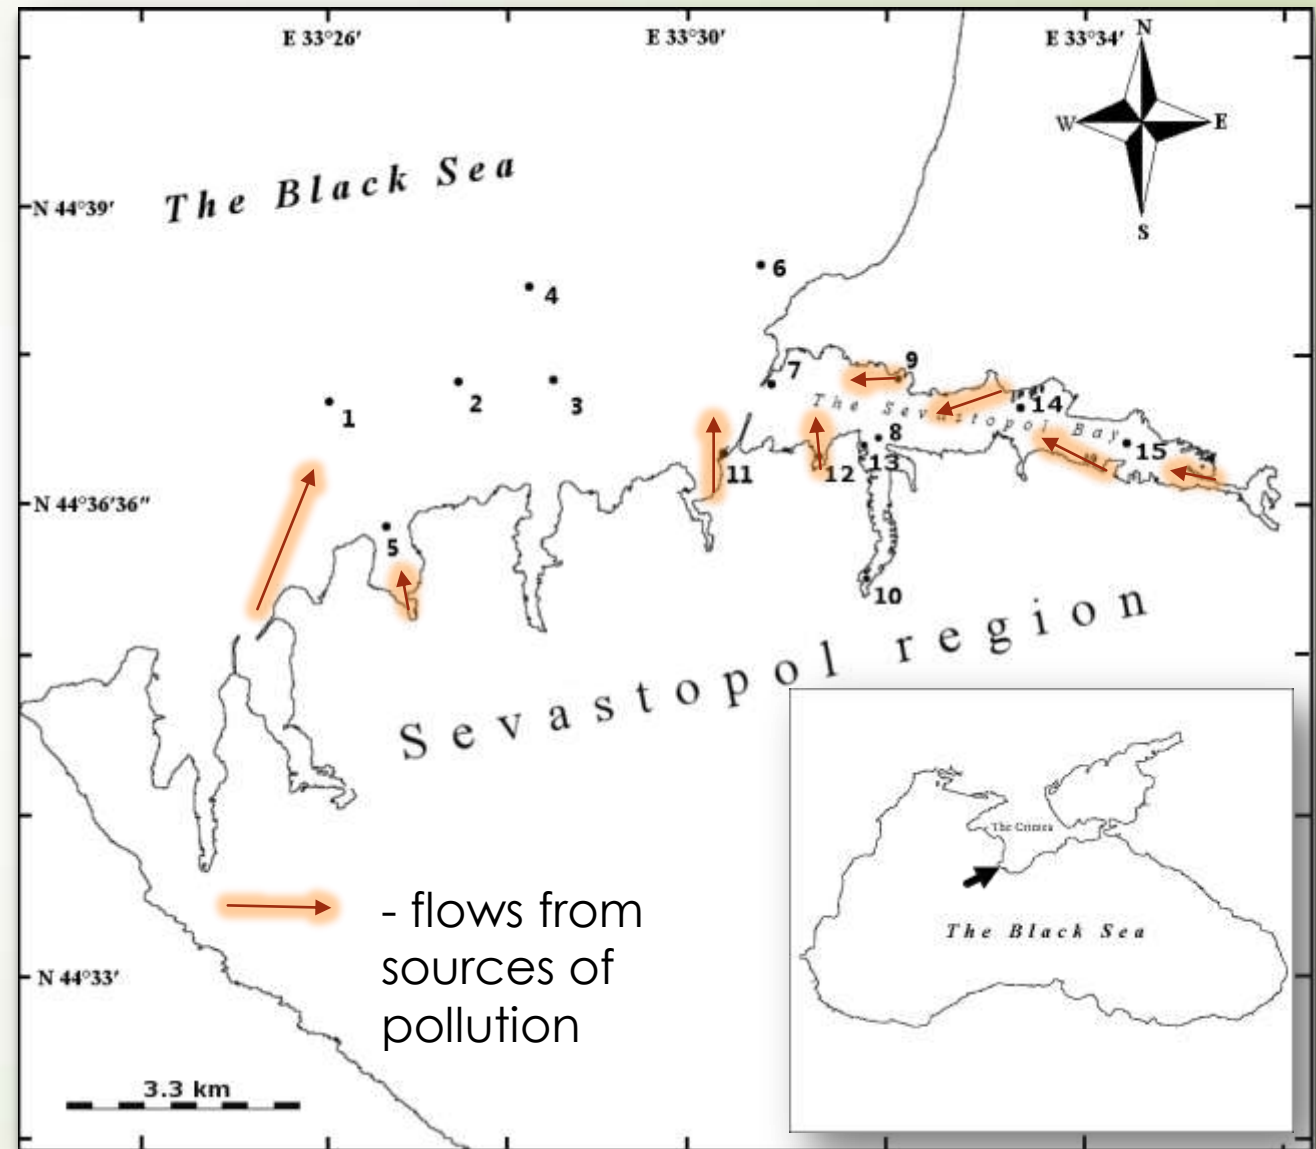 E 33°26′
E 33°30′
E 33°34′
N
W
E
S
The Black Sea
N 44°39′
6
4
7
9
1
2
3
The Sevastopol Bay
14
8
15
11
12
13
N 44°36′36″
5
10
Sevastopol region
The Crimea
The Black Sea
- flows from
sources of
pollution
N 44°33′
3.3 km